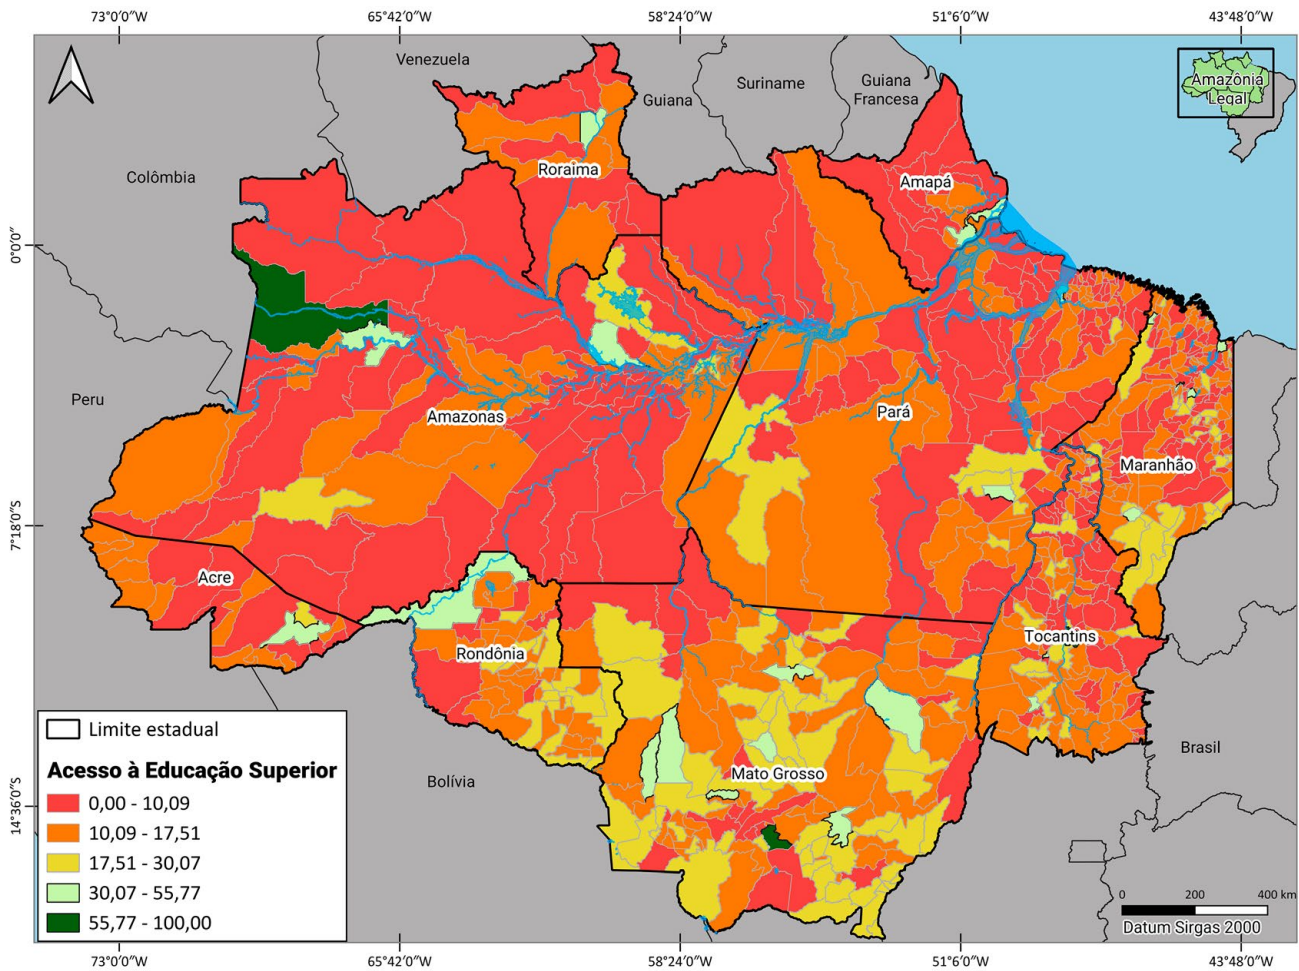 73°0'0"W
65°42'0"W
58°24'0"W
51°6'0"W
43°48'0"W
Venezuela
Suriname
Guiana
Guiana
Francesa
Amazônia
Legal
Colômbia
Roraima
Amapá
0°0'0"
Peru
Amazonas
Pará
Maranhão
7°18'0"S
Acre
Tocantins
Rondônia
Limite estadual
Acesso à Educação Superior
0,00 - 10,09
10,09 - 17,51
17,51 - 30,07
30,07 - 55,77
55,77 - 100,00
Bolívia
Mato Grosso
Brasil
14°36'0"S
0 200 400 km
Datum Sirgas 2000
73°0'0"W
65°42'0"W
58°24'0"W
51°6'0"W
43°48'0"W